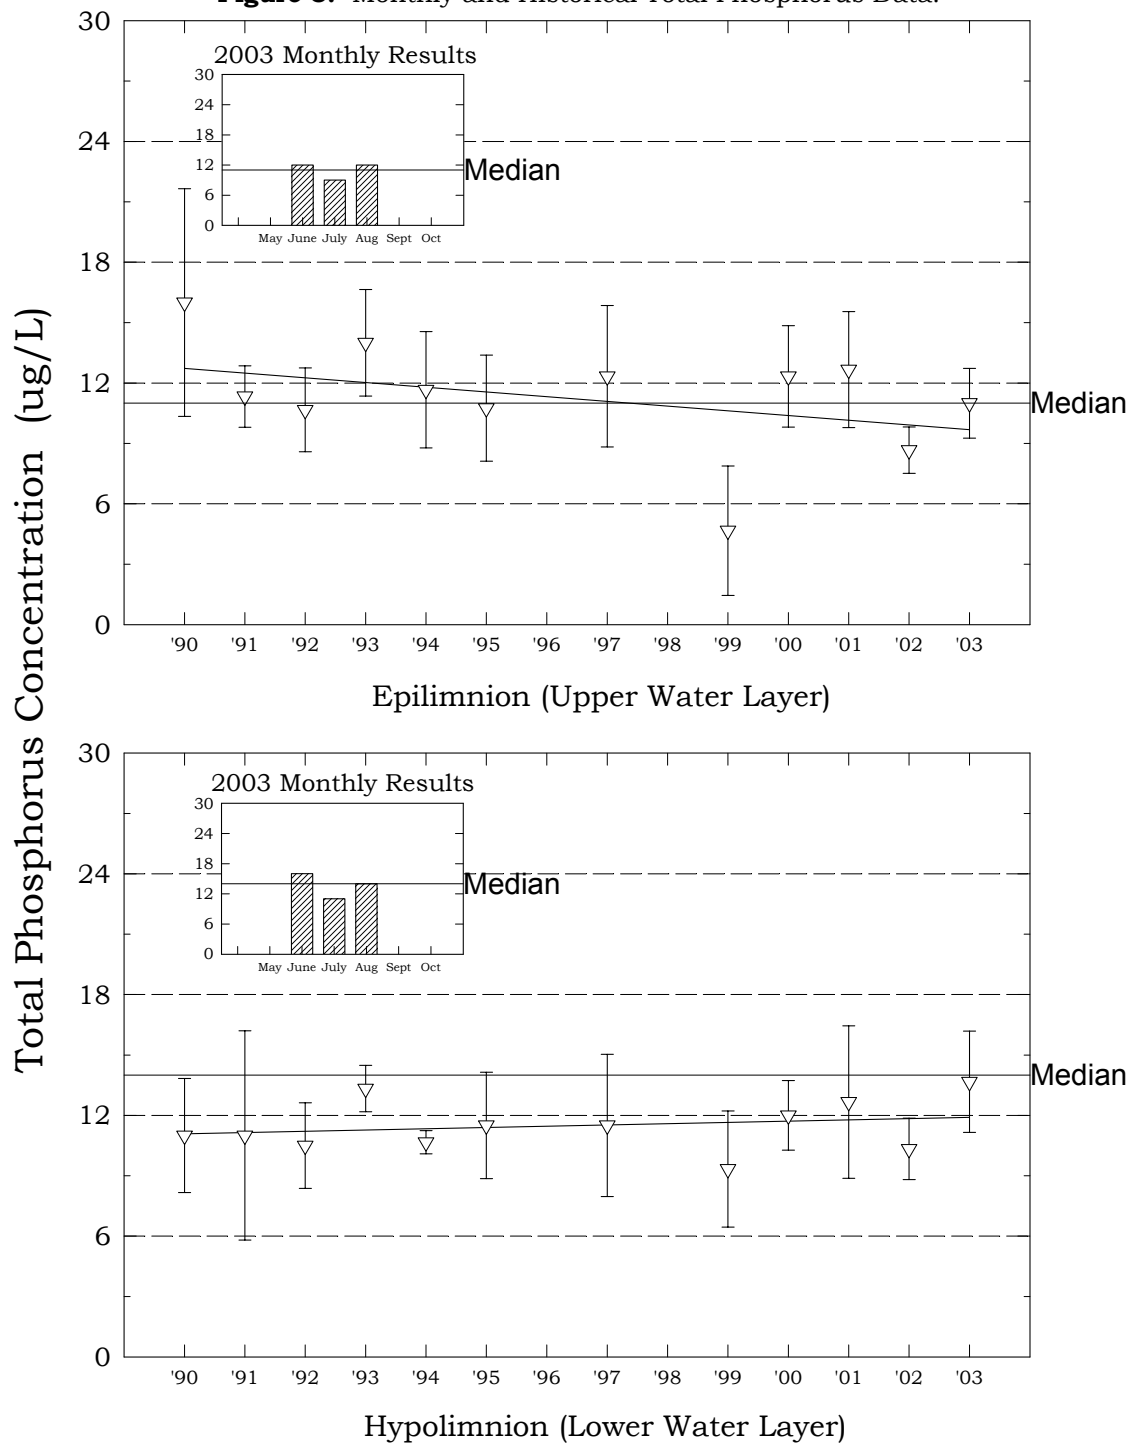 Figure 3. Monthly and Historical Total Phosphorus Data.
Total Phosphorus Concentration (ug/L)
30
24
18
12
6
0
2003 Monthly Results
30
24
18
12
6
0
May June July Aug Sept Oct
Median
Median
'90 '91 '92 '93 '94 '95 '96 '97 '98 '99 '00 '01 '02 '03
Epilimnion (Upper Water Layer)
30
24
18
12
6
0
2003 Monthly Results
30
24
18
12
6
0
May June July Aug Sept Oct
Median
Median
'90 '91 '92 '93 '94 '95 '96 '97 '98 '99 '00 '01 '02 '03
Hypolimnion (Lower Water Layer)